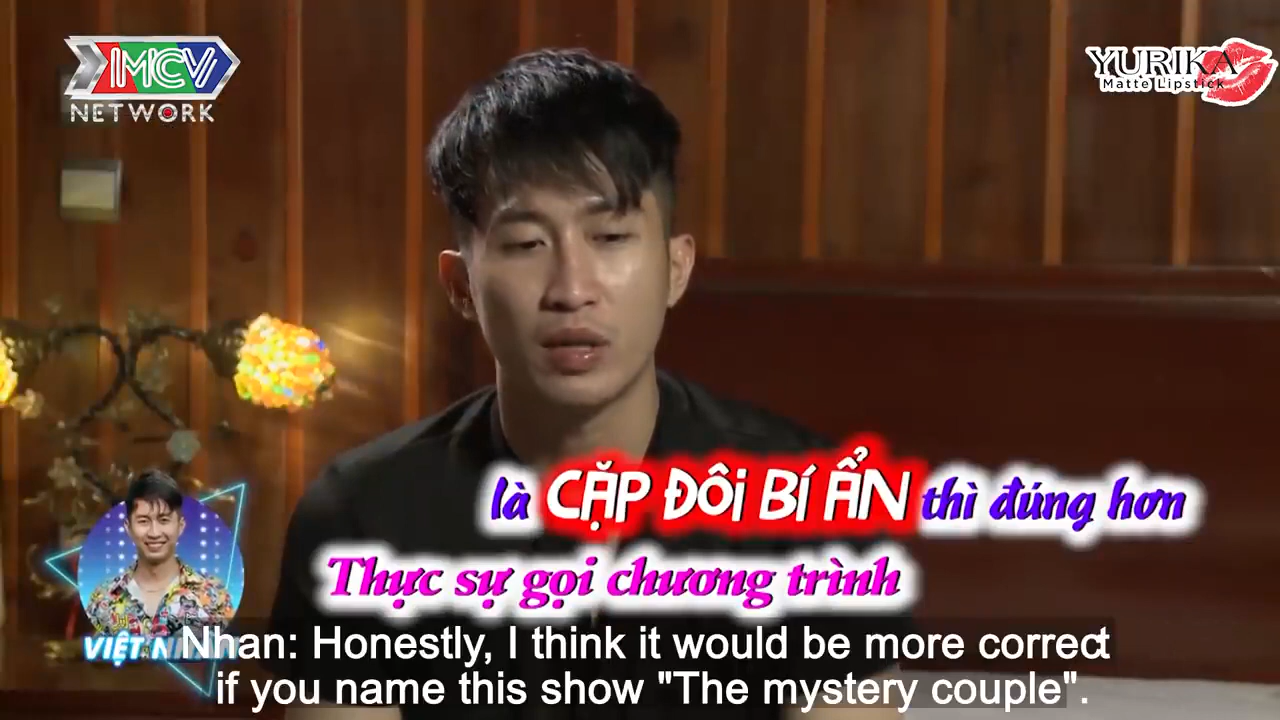 MCV
NETWORK
YURIKA
Matte Lipstick
là CẶP ĐÔI BÍ ẨN thì đúng hơn
Thực sự gọi chương trình
VIỆT
Nhan: Honestly, I think it would be more correct
if you name this show "The mystery couple".